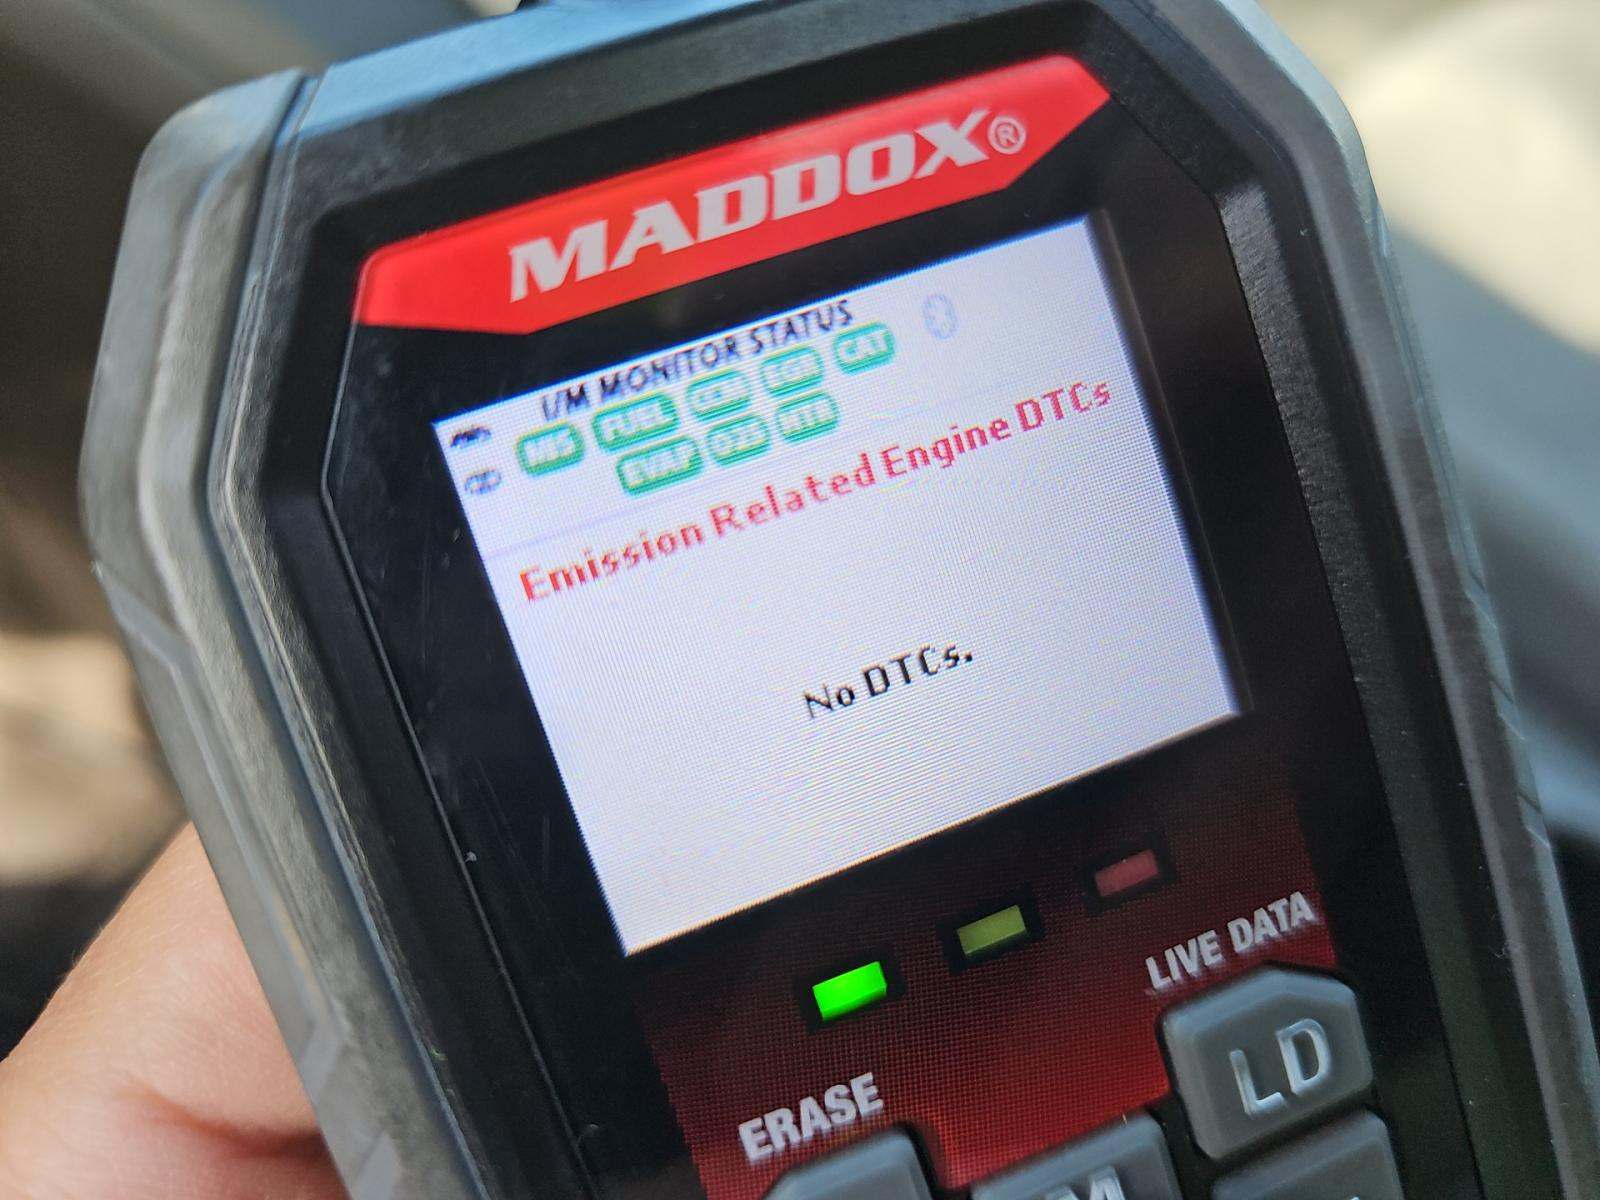 MADDOX®
I/M MONITOR STATUS
MIS FUEL CCM EGR CAT
EVAP O2S HTR
Emission Related Engine DTCs
No DTCs.
LIVE DATA
LD
ERASE
M